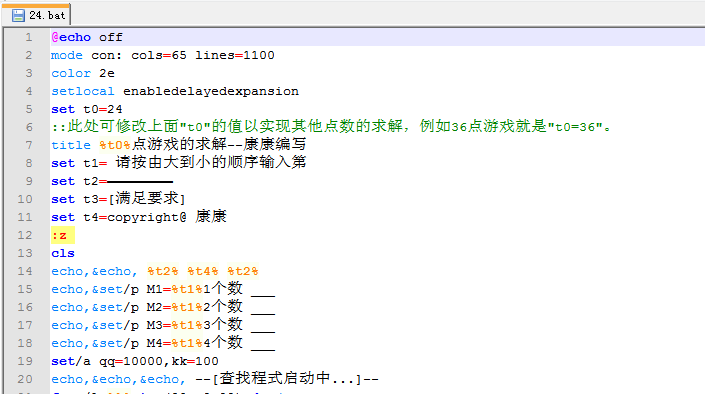 24.bat
1 @echo off
2 mode con: cols=65 lines=1100
3 color 2e
4 setlocal enabledelayedexpansion
5 set t0=24
6 ::此处可修改上面"t0"的值以实现其他点数的求解，例如36点游戏就是"t0=36"。
7 title %t0%点游戏的求解--康康编写
8 set t1= 请按由大到小的顺序输入第
9 set t2=—————————
10 set t3=[满足要求]
11 set t4=copyright@ 康康
12 :z
13 cls
14 echo,&echo, %t2% %t4% %t2%
15 echo,&set/p M1=%t1%1个数 ___
16 echo,&set/p M2=%t1%2个数 ___
17 echo,&set/p M3=%t1%3个数 ___
18 echo,&set/p M4=%t1%4个数 ___
19 set/a qq=10000,kk=100
20 echo,&echo,&echo, --[查找程式启动中...]--